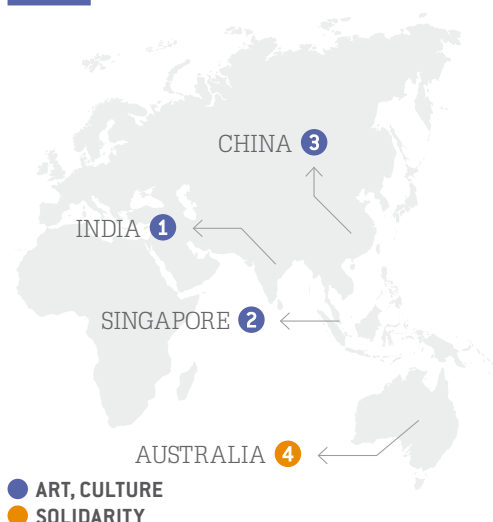 CHINA 3
INDIA 1
SINGAPORE 2
AUSTRALIA 4
ART, CULTURE
SOLIDARITY